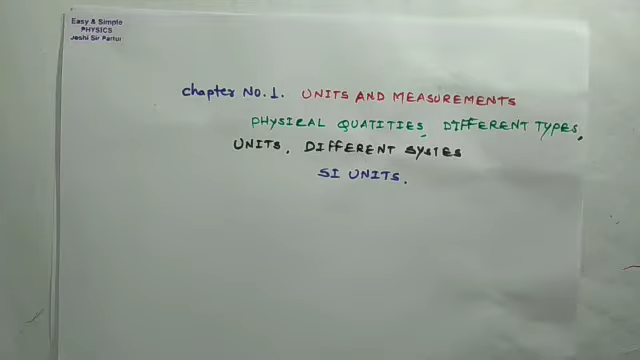 Easy & Simple
PHYSICS
Joshi Sir Partur
Chapter No. 1. UNITS AND MEASUREMENTS
PHYSICAL QUATITIES, DIFFERENT TYPES,
UNITS. DIFFERENT SYSTES
SI UNITS.